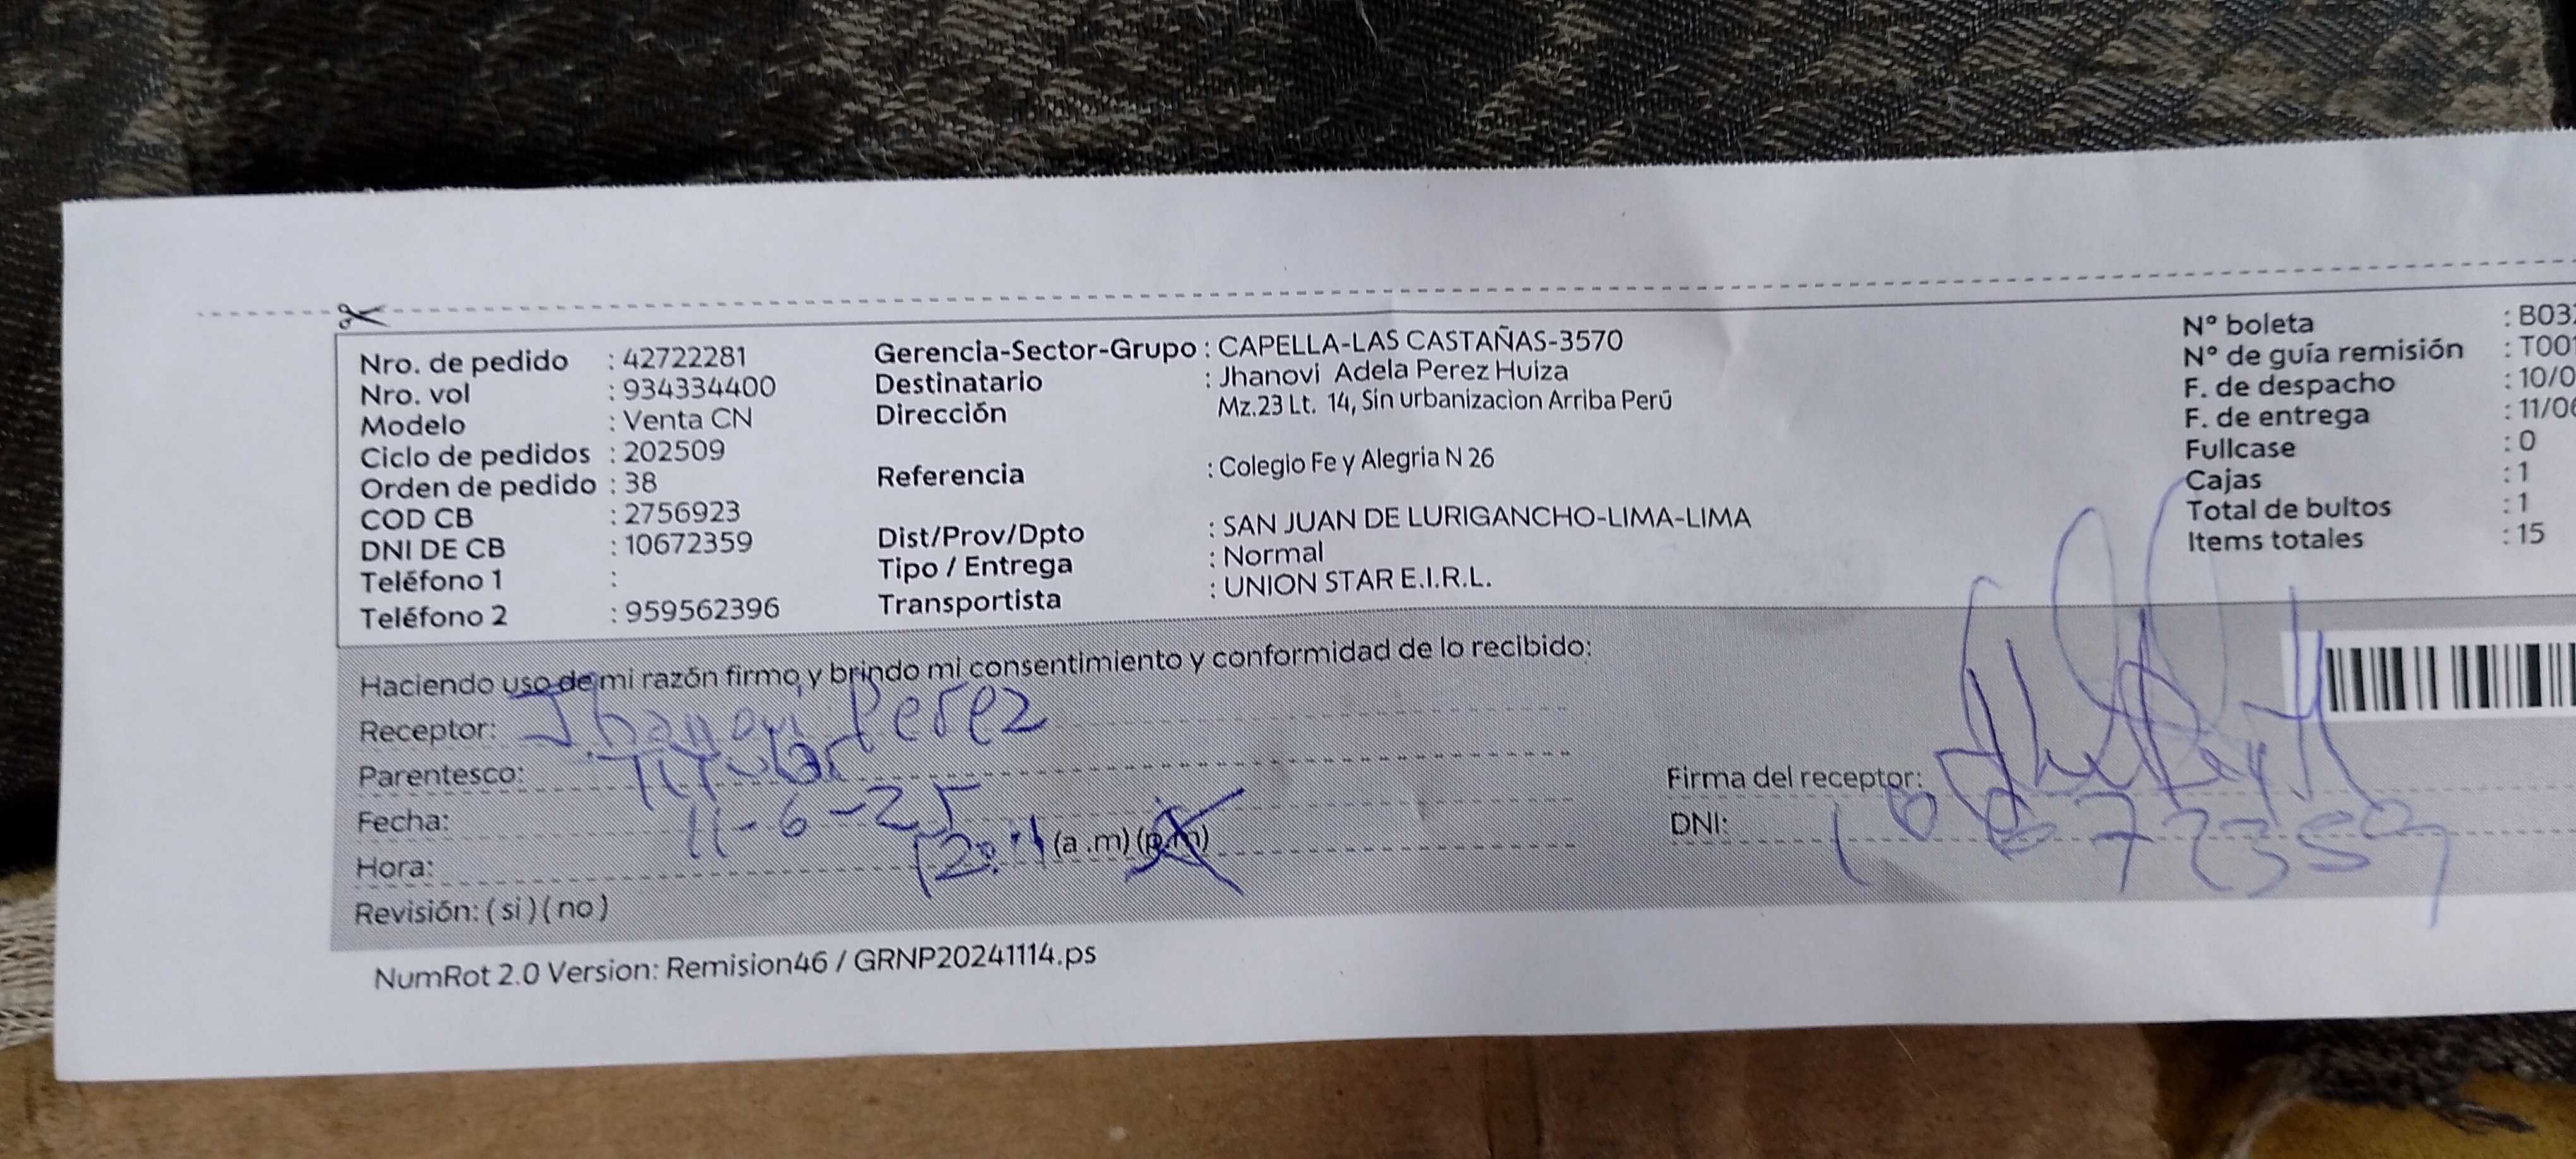 Nro. de pedido : 42722281
Nro. vol : 934334400
Modelo : Venta CN
Ciclo de pedidos : 202509
Orden de pedido : 38
COD CB : 2756923
DNI DE CB : 10672359
Teléfono 1 :
Teléfono 2 : 959562396
Gerencia-Sector-Grupo : CAPELLA-LAS CASTAÑAS-3570
Destinatario : Jhanovi Adela Perez Huiza
Dirección Mz.23 Lt. 14, Sin urbanizacion Arriba Perú
Referencia : Colegio Fe y Alegria N 26
Dist/Prov/Dpto : SAN JUAN DE LURIGANCHO-LIMA-LIMA
Tipo / Entrega : Normal
Transportista : UNION STAR E.I.R.L.
N° boleta : B03
N° de guía remisión : T001
F. de despacho : 10/0
F. de entrega : 11/06
Fullcase : 0
Cajas : 1
Total de bultos : 1
Items totales : 15
Haciendo uso de mi razón firmo y brindo mi consentimiento y conformidad de lo recibido:
Receptor: Jhanovi Perez
Parentesco: Titular
Fecha: 11-6-25
Hora: (a.m) (p.m)
Revisión: (si) (no)
Firma del receptor:
DNI: 10672359
NumRot 2.0 Version: Remision46 / GRNP20241114.ps